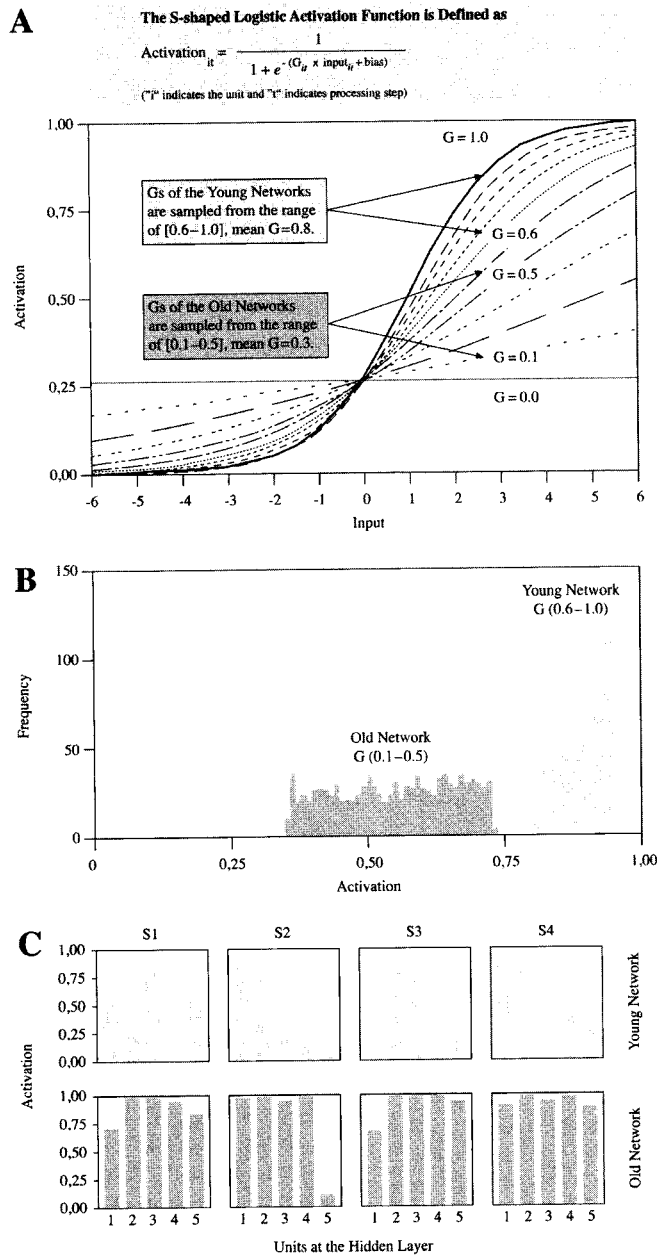 A
The S-shaped Logistic Activation Function is Defined as
Activation it = 1
1 + e -(G it x input it + bias)
("i" indicates the unit and "t" indicates processing step)
1,00
0,75
0,50
0,25
0,00
Activation
G = 1.0
Gs of the Young Networks
are sampled from the range
of [0.6–1.0], mean G=0.8.
G = 0.6
G = 0.5
Gs of the Old Networks
are sampled from the range
of [0.1–0.5], mean G=0.3.
G = 0.1
G = 0.0
-6 -5 -4 -3 -2 -1 0 1 2 3 4 5 6
Input
B
150
100
50
0
Frequency
Young Network
G (0.6–1.0)
Old Network
G (0.1–0.5)
0 0,25 0,50 0,75 1,00
Activation
C
S1 S2 S3 S4
1,00
0,75
0,50
0,25
0,00
Young Network
Activation
1,00
0,75
0,50
0,25
0,00
Old Network
1 2 3 4 5 1 2 3 4 5 1 2 3 4 5 1 2 3 4 5
Units at the Hidden Layer